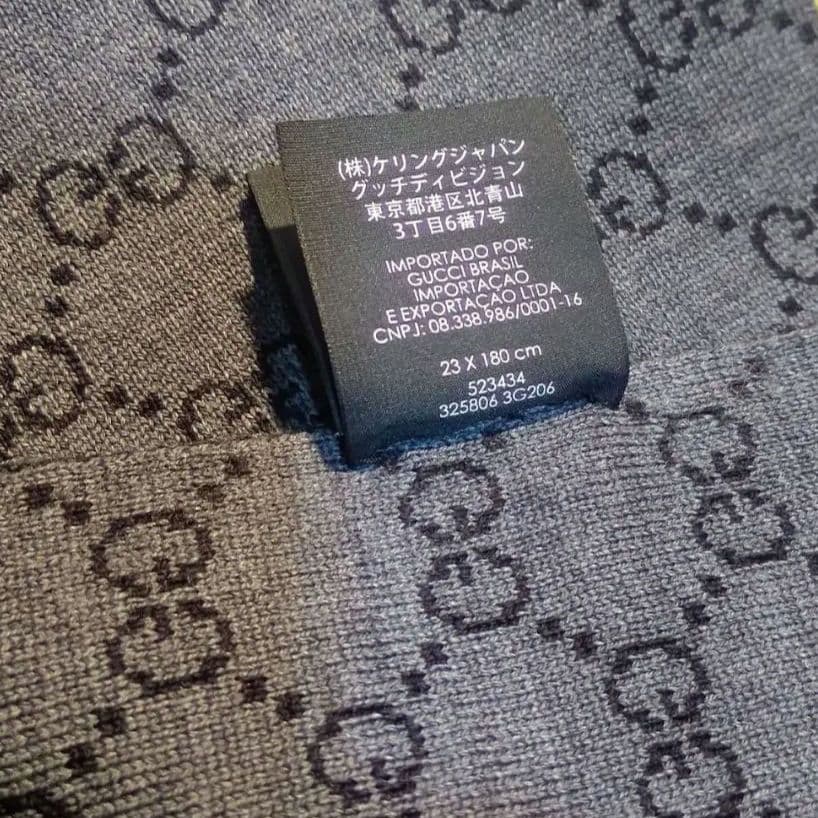 (株)ケリングジャパン
グッチディビジョン
東京都港区北青山
3丁目6番7号
IMPORTADO POR:
GUCCI BRASIL
IMPORTAÇAO
E EXPORTAÇAO LTDA
CNPJ: 08.338.986/0001-16
23 X 180 cm
523434
325806 3G206